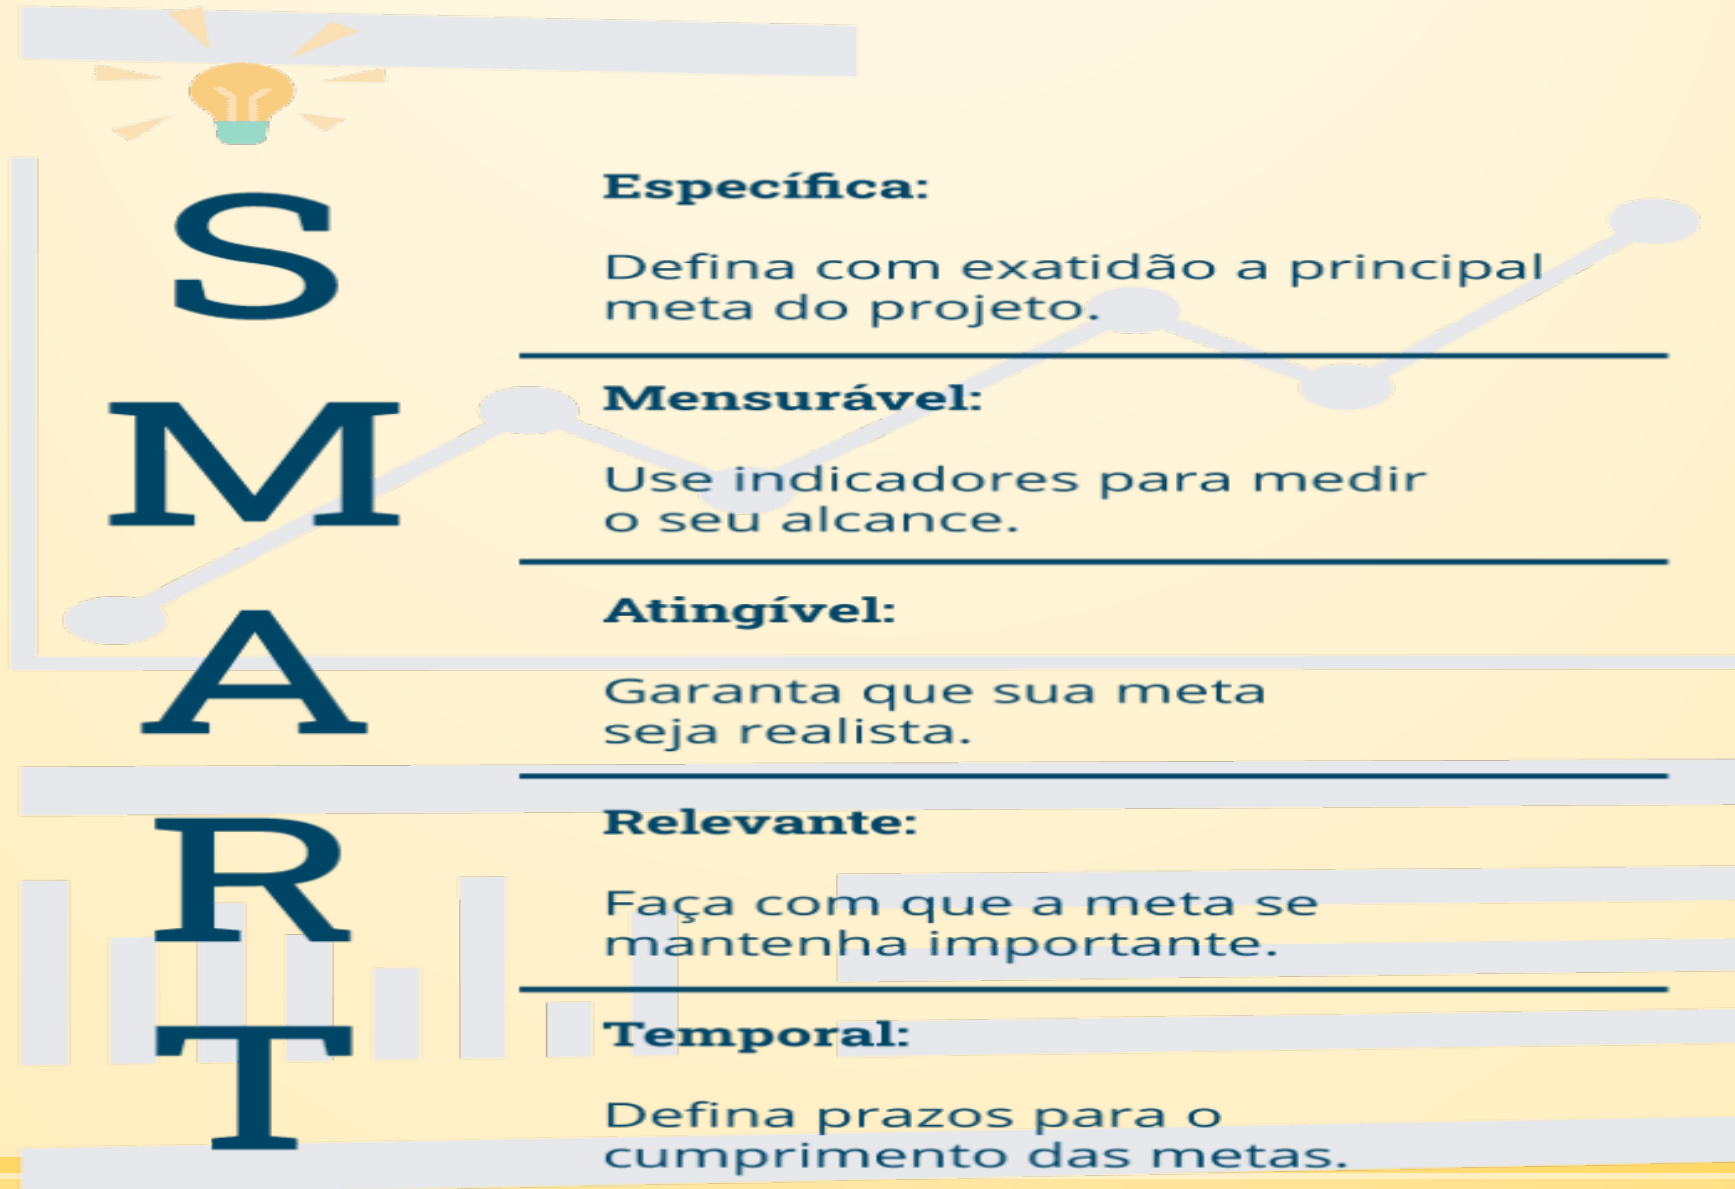 S
Específica:
Defina com exatidão a principal
meta do projeto.
M
Mensurável:
Use indicadores para medir
o seu alcance.
A
Atingível:
Garanta que sua meta
seja realista.
R
Relevante:
Faça com que a meta se
mantenha importante.
T
Temporal:
Defina prazos para o
cumprimento das metas.